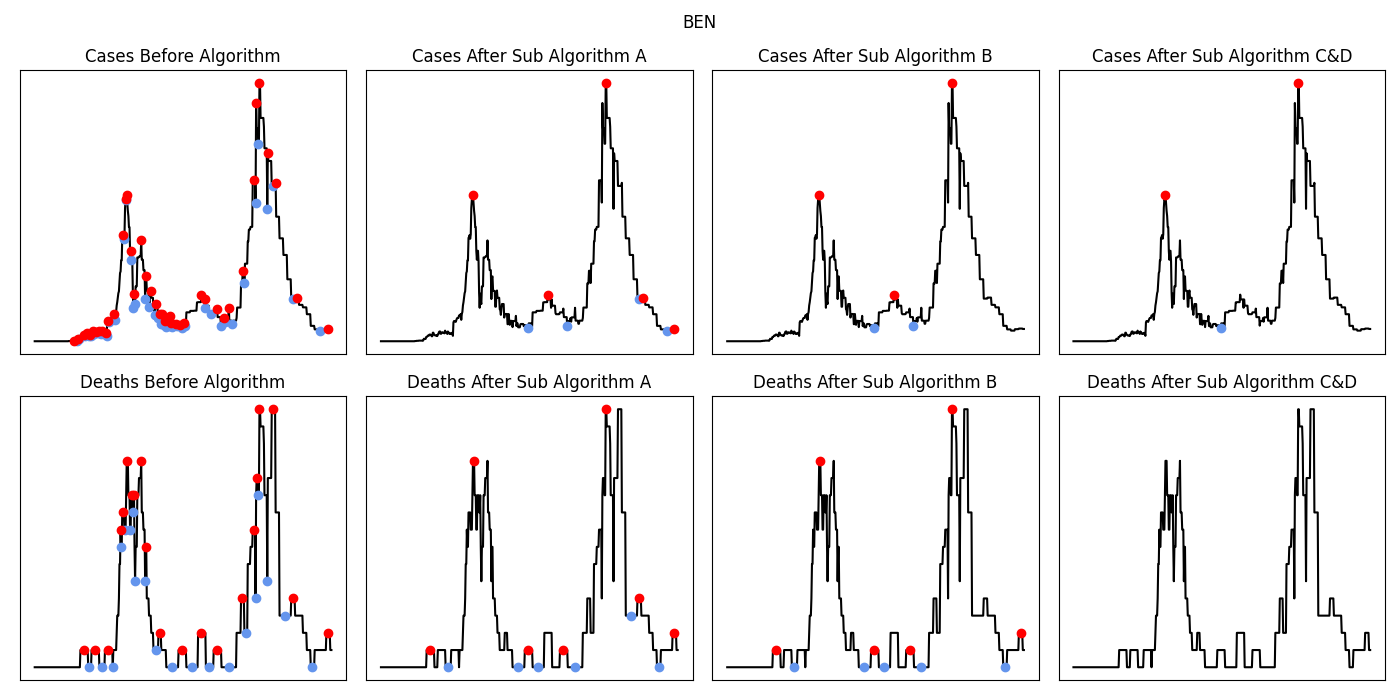 BEN
Cases Before Algorithm
Cases After Sub Algorithm A
Cases After Sub Algorithm B
Cases After Sub Algorithm C&D
Deaths Before Algorithm
Deaths After Sub Algorithm A
Deaths After Sub Algorithm B
Deaths After Sub Algorithm C&D